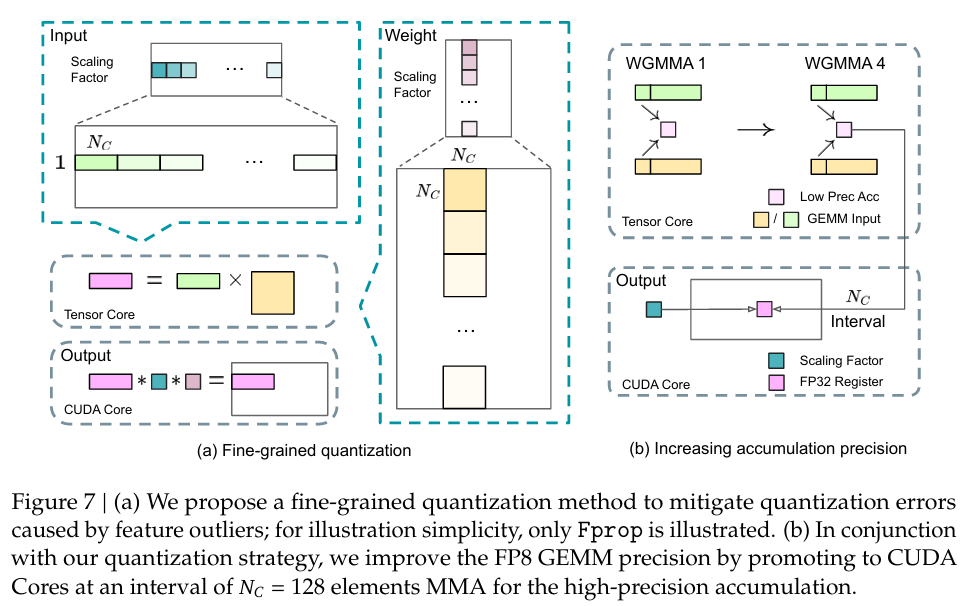 Input
Scaling
Factor
...
N_C
1
...
= ×
Tensor Core
Output
* * =
CUDA Core
Weight
Scaling
Factor
...
N_C
N_C
...
(a) Fine-grained quantization
WGMMA 1
WGMMA 4
Low Prec Acc
/ GEMM Input
Tensor Core
Output
N_C
Interval
Scaling Factor
FP32 Register
CUDA Core
(b) Increasing accumulation precision
Figure 7 | (a) We propose a fine-grained quantization method to mitigate quantization errors
caused by feature outliers; for illustration simplicity, only Fprop is illustrated. (b) In conjunction
with our quantization strategy, we improve the FP8 GEMM precision by promoting to CUDA
Cores at an interval of N_C = 128 elements MMA for the high-precision accumulation.